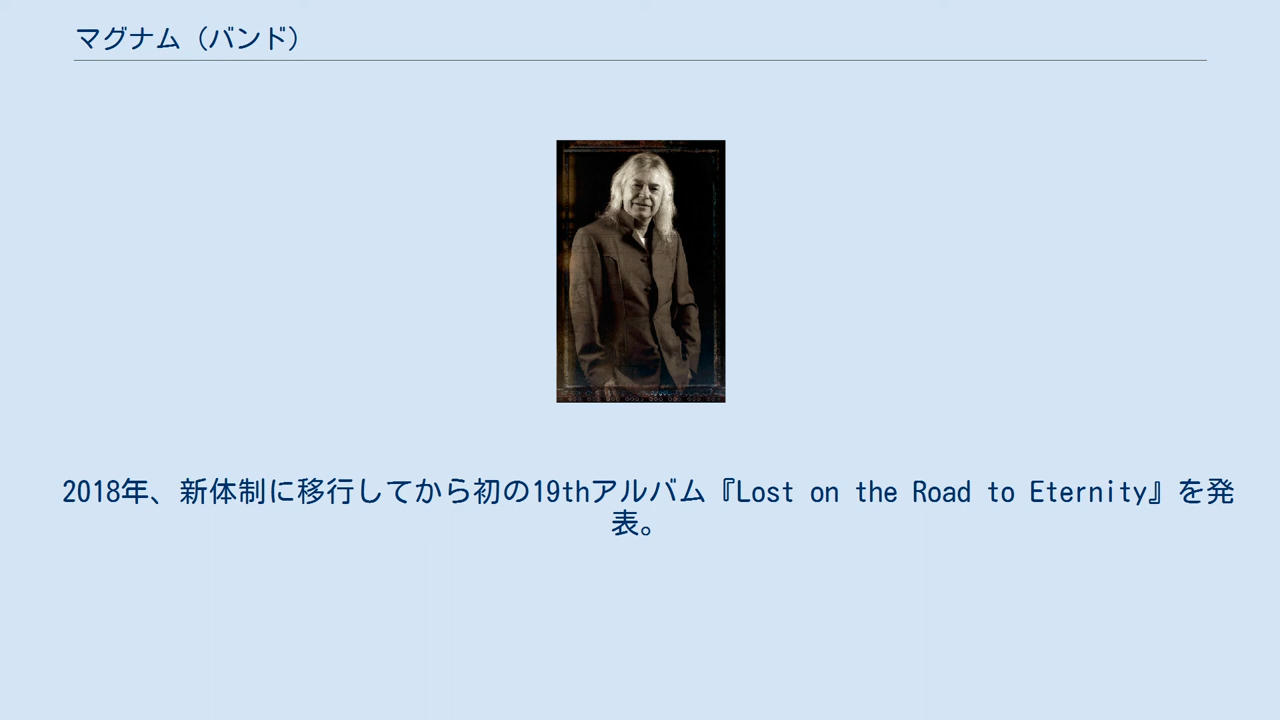 マグナム（バンド）
2018年、新体制に移行してから初の19thアルバム『Lost on the Road to Eternity』を発
表。